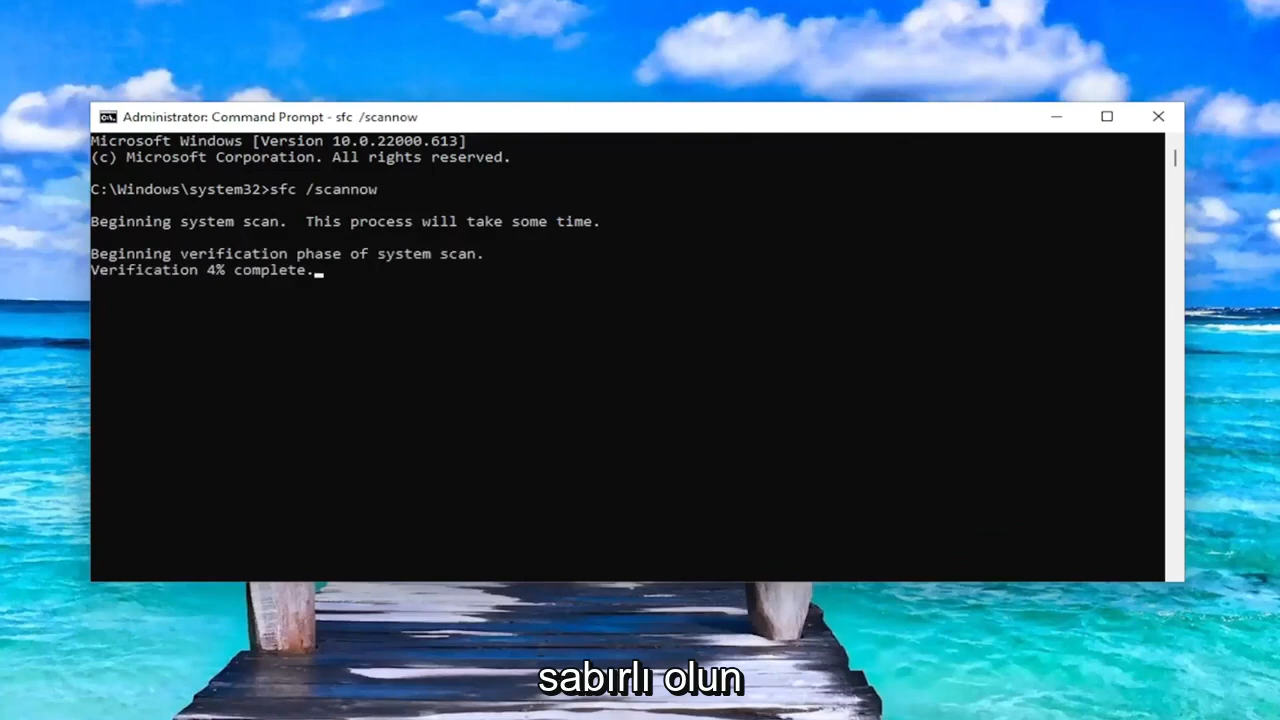 Administrator: Command Prompt - sfc  /scannow
Microsoft Windows [Version 10.0.22000.613]
(c) Microsoft Corporation. All rights reserved.
C:\Windows\system32>sfc /scannow
Beginning system scan.  This process will take some time.
Beginning verification phase of system scan.
Verification 4% complete.
sabırlı olun